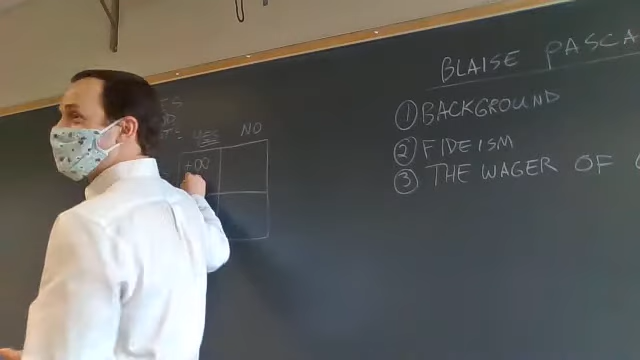 YES NO
+∞
BLAISE PASCA
① BACKGROUND
② FIDEISM
③ THE WAGER OF